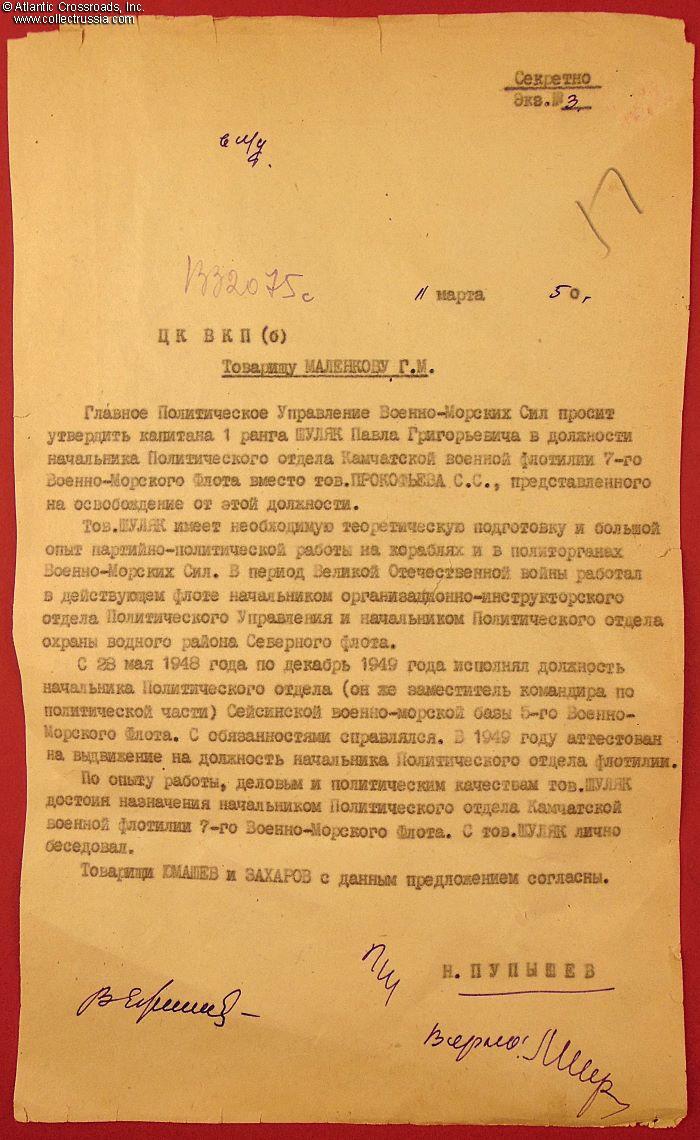 © Atlantic Crossroads, Inc.
www.collectrussia.com
Секретно
Экз.№ 3
ВВ2075с
11 марта 50 г
ЦК ВКП (б)
Товарищу МАЛЕНКОВУ Г.М.
Главное Политическое Управление Военно-Морских Сил просит
утвердить капитана 1 ранга ШУЛЯК Павла Григорьевича в должности
начальника Политического отдела Камчатской военной флотилии 7-го
Военно-Морского Флота вместо тов.ПРОКОФЬЕВА С.С., представленного
на освобождение от этой должности.
Тов.ШУЛЯК имеет необходимую теоретическую подготовку и большой
опыт партийно-политической работы на кораблях и в политорганах
Военно-Морских Сил. В период Великой Отечественной войны работал
в действующем флоте начальником организационно-инструкторского
отдела Политического Управления и начальником Политического отдела
охраны водного района Северного флота.
С 28 мая 1948 года по декабрь 1949 года исполнял должность
начальника Политического отдела (он же заместитель командира по
политической части) Сейсинской военно-морской базы 5-го Военно-
Морского Флота. С обязанностями справлялся. В 1949 году аттестован
на выдвижение на должность начальника Политического отдела флотилии.
По опыту работы, деловым и политическим качествам тов.ШУЛЯК
достоин назначения начальником Политического отдела Камчатской
военной флотилии 7-го Военно-Морского Флота. С тов.ШУЛЯК лично
беседовал.
Товарищи ЮМАШЕВ и ЗАХАРОВ с данным предложением согласны.
Н. ПУПЫШЕВ
Верно: